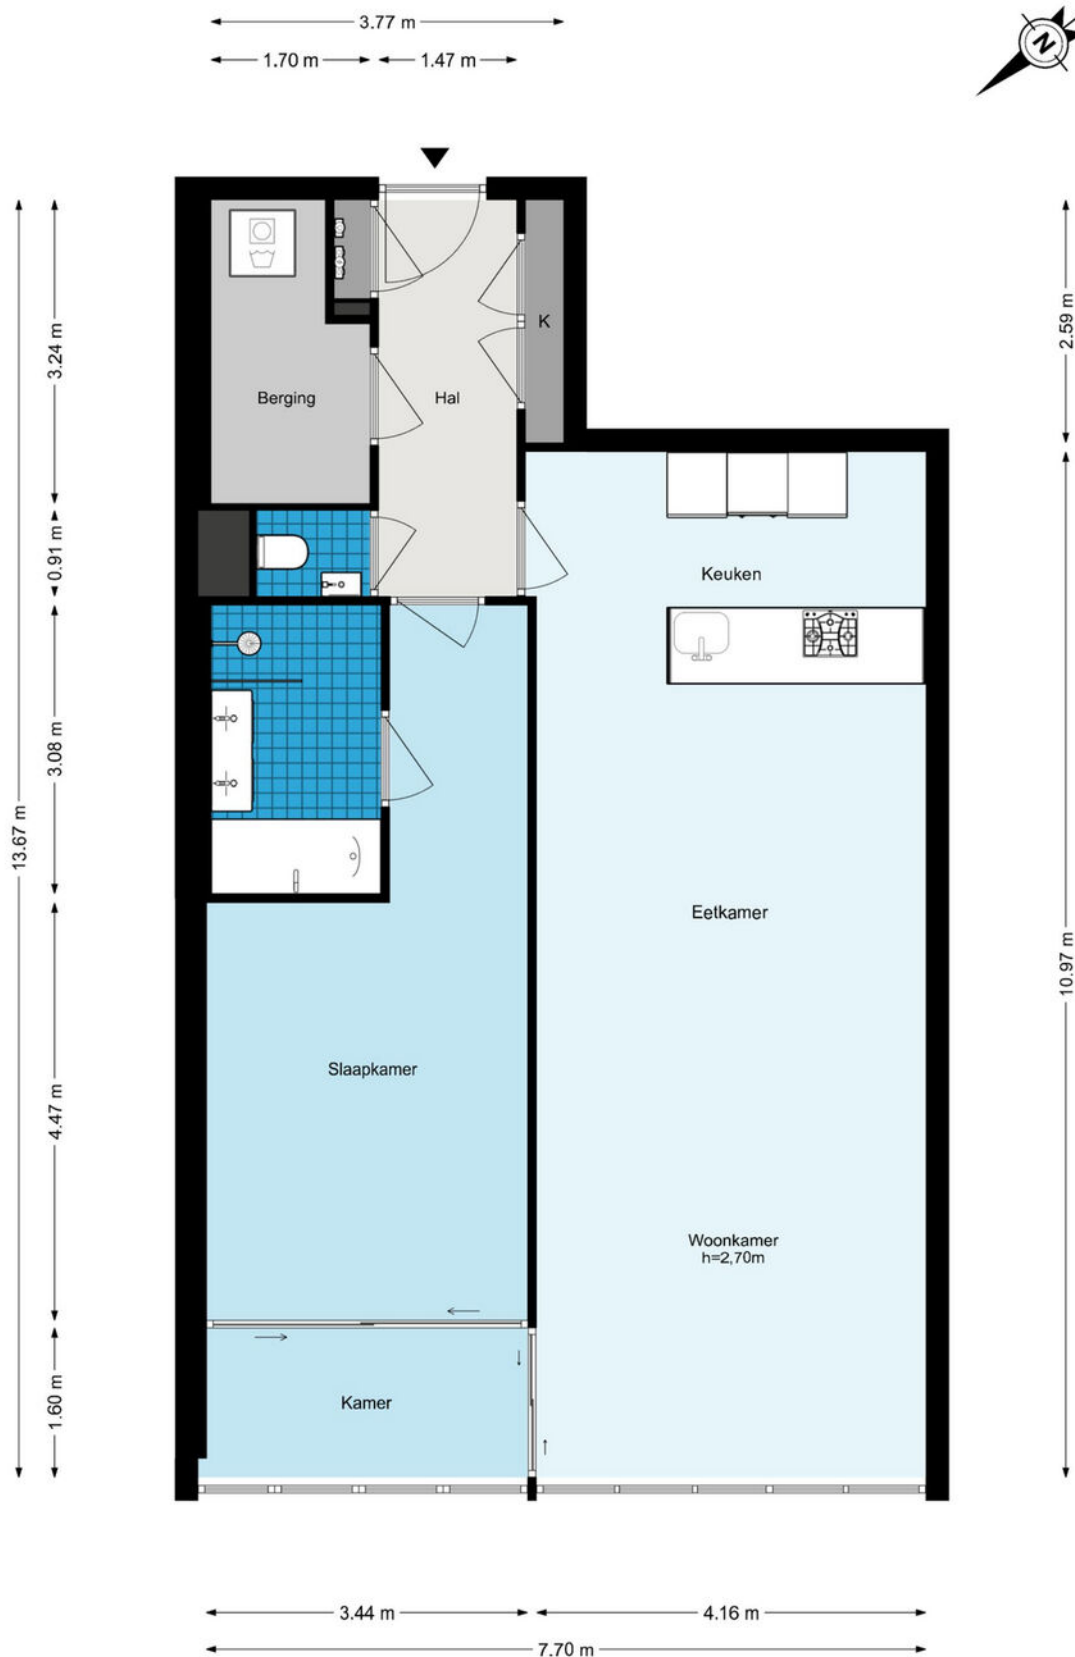 3.77 m
1.70 m
1.47 m
N
3.24 m
2.59 m
K
Berging
Hal
0.91 m
Keuken
3.08 m
13.67 m
Eetkamer
10.97 m
Slaapkamer
4.47 m
Woonkamer
h=2,70m
Kamer
1.60 m
3.44 m
4.16 m
7.70 m